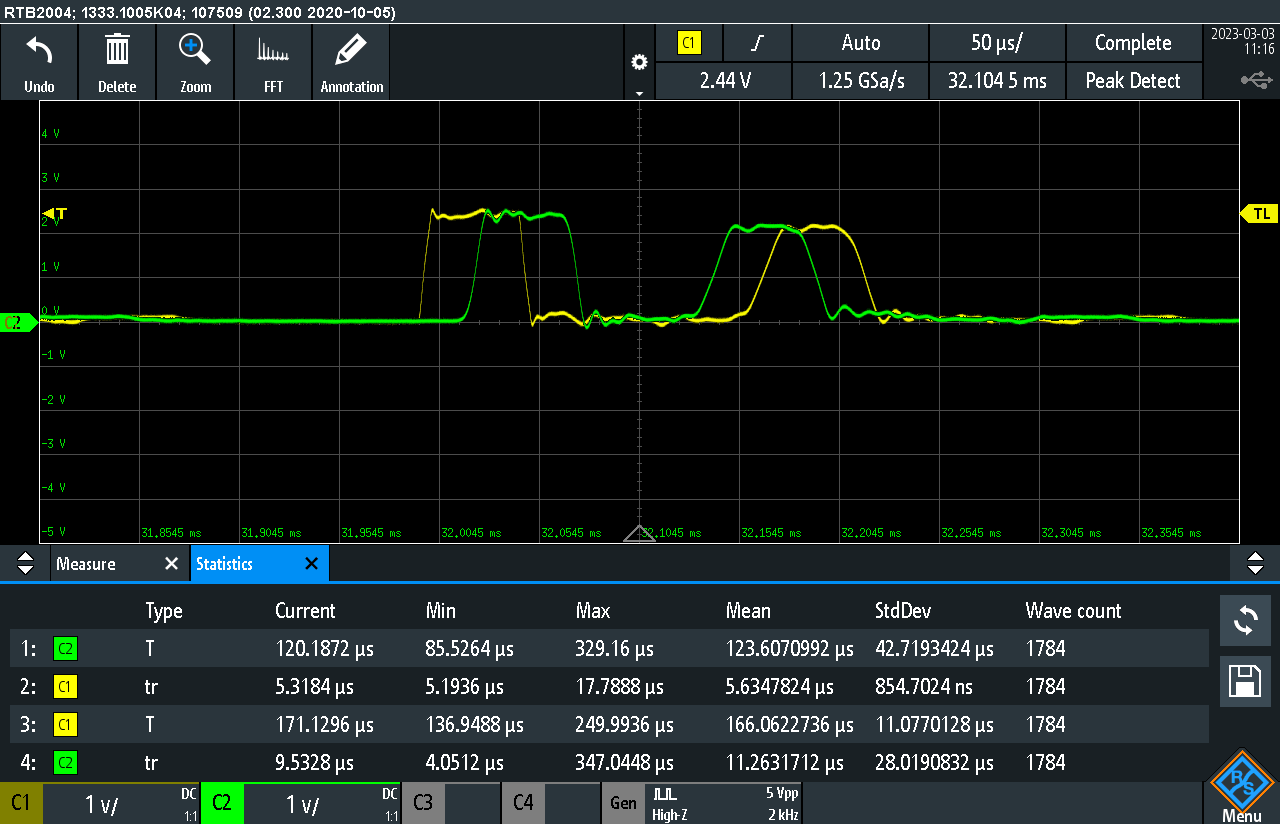 RTB2004; 1333.1005K04; 107509 (02.300 2020-10-05)
Undo
Delete
Zoom
FFT
Annotation
C1
Auto
50 µs/
Complete
2023-03-03
11:16
2.44 V
1.25 GSa/s
32.104 5 ms
Peak Detect
4 V
3 V
T
2 V
TL
1 V
0 V
C2
-1 V
-2 V
-3 V
-4 V
-5 V
31.8545 ms
31.9045 ms
31.9545 ms
32.0045 ms
32.0545 ms
32.1045 ms
32.1545 ms
32.2045 ms
32.2545 ms
32.3045 ms
32.3545 ms
Measure
Statistics
Type Current Min Max Mean StdDev Wave count
1: C2 T 120.1872 µs 85.5264 µs 329.16 µs 123.6070992 µs 42.7193424 µs 1784
2: C1 tr 5.3184 µs 5.1936 µs 17.7888 µs 5.6347824 µs 854.7024 ns 1784
3: C1 T 171.1296 µs 136.9488 µs 249.9936 µs 166.0622736 µs 11.0770128 µs 1784
4: C2 tr 9.5328 µs 4.0512 µs 347.0448 µs 11.2631712 µs 28.0190832 µs 1784
C1 1 V/ DC 1:1
C2 1 V/ DC 1:1
C3
C4
Gen
High-Z
5 Vpp
2 kHz
R&S
Menu